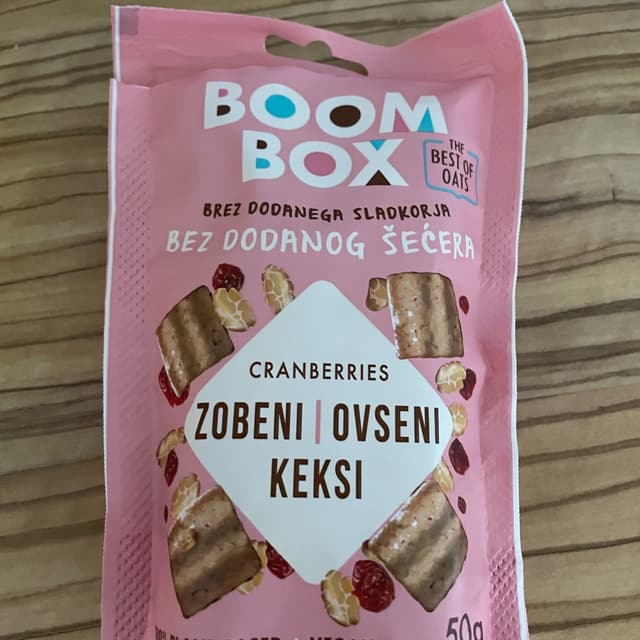 BOOM
BOX
THE
BEST OF
OATS
BREZ DODANEGA SLADKORJA
BEZ DODANOG ŠEĆERA
CRANBERRIES
ZOBENI | OVSENI
KEKSI
50g